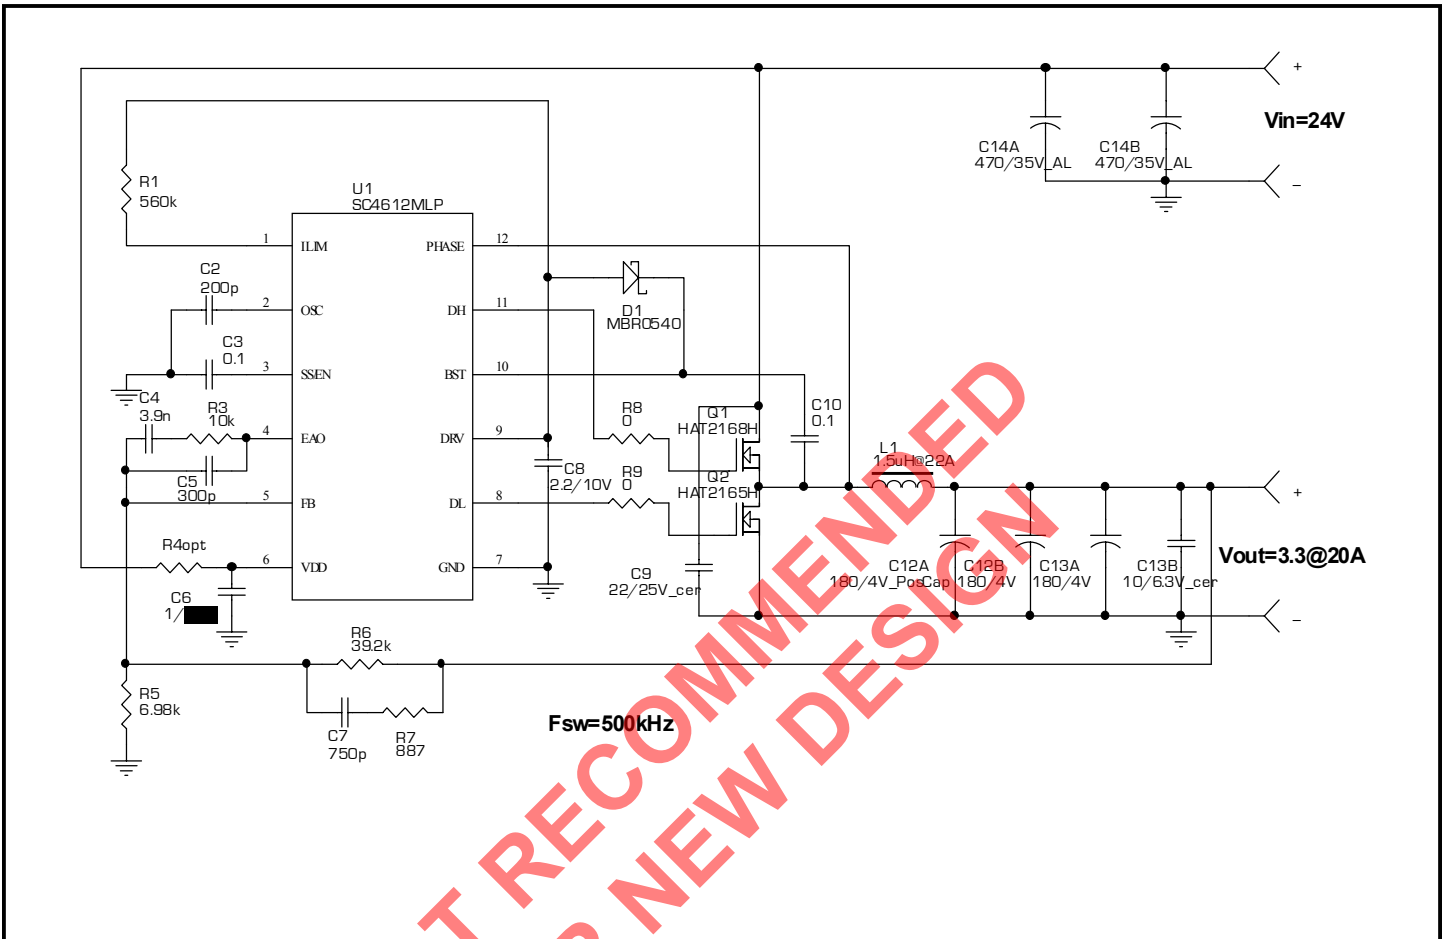 +
Vin=24V
C14A
470/35V_AL
C14B
470/35V_AL
–
R1
560k
U1
SC4612MLP
1
ILIM
PHASE
12
C2
200p
2
OSC
DH
11
D1
MBR0540
C3
0.1
3
SS/EN
BST
10
C4
3.9n
R3
10k
4
EAO
DRV
9
R8
0
Q1
HAT2168H
C10
0.1
L1
1.5uH@22A
C5
300p
5
FB
DL
8
C8
2.2/10V
R9
0
Q2
HAT2165H
+
R4opt
6
VDD
GND
7
C9
22/25V_cer
C12A
180/4V_PosCap
C12B
180/4V
C13A
180/4V
C13B
10/6.3V_cer
Vout=3.3@20A
–
C6
1/
R6
39.2k
R5
6.98k
C7
750p
R7
887
Fsw=500kHz
T RECOMMENDED
NEW DESIGN